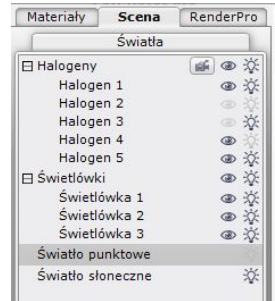 Materiały Scena RenderPro
Światła
Halogeny
Halogen 1
Halogen 2
Halogen 3
Halogen 4
Halogen 5
Świetlówki
Świetlówka 1
Świetlówka 2
Świetlówka 3
Światło punktowe
Światło słoneczne